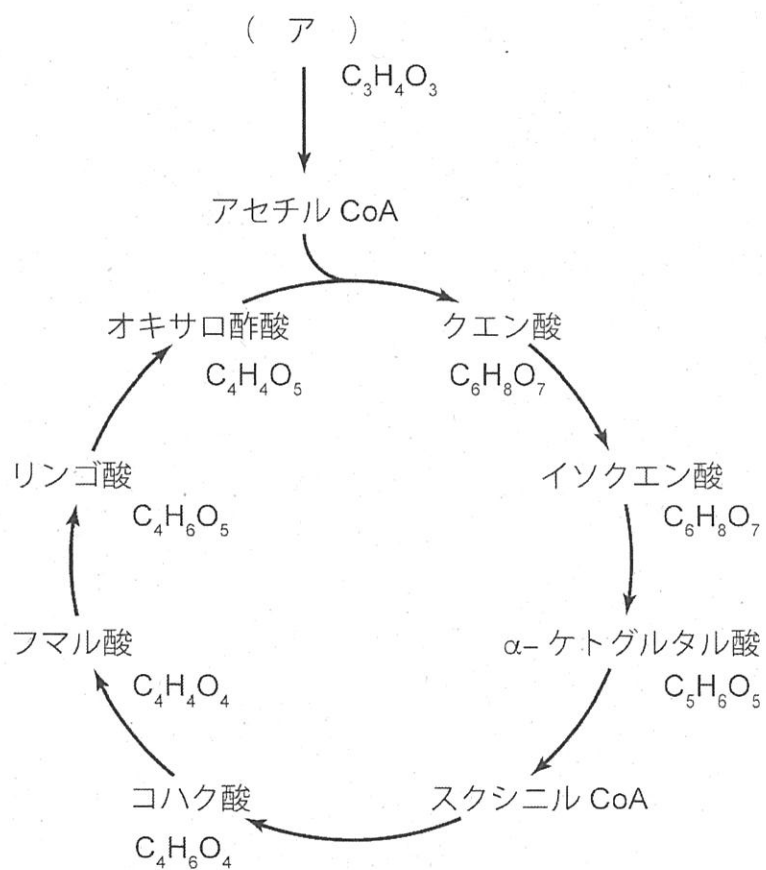 ( ア )
C₃H₄O₃
アセチル CoA
オキサロ酢酸
クエン酸
C₄H₄O₅
C₆H₈O₇
リンゴ酸
イソクエン酸
C₄H₆O₅
C₆H₈O₇
フマル酸
α− ケトグルタル酸
C₄H₄O₄
C₅H₆O₅
コハク酸
スクシニル CoA
C₄H₆O₄